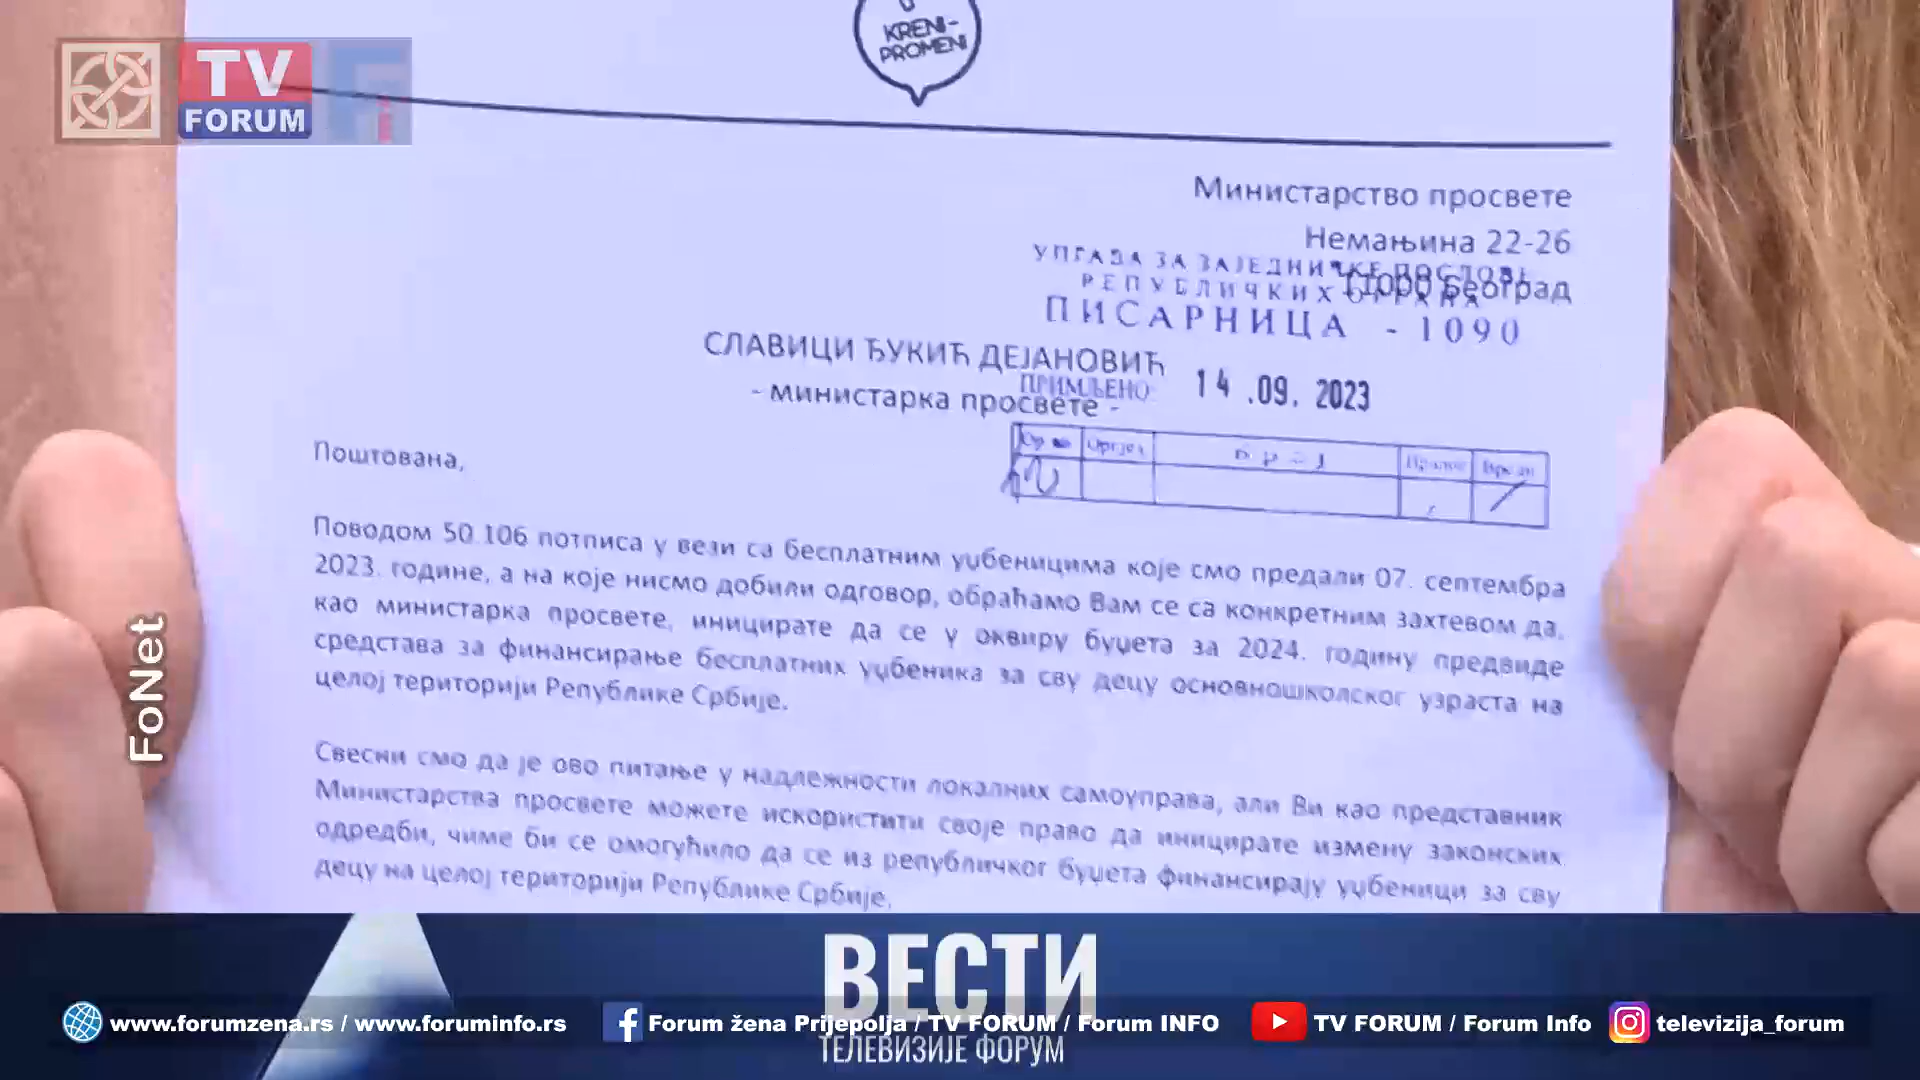 KRENI-
PROMENI
TV
FORUM
Министарство просвете
Немањина 22-26
11000 Београд
УПРАВА ЗА ЗАЈЕДНИЧКЕ ПОСЛОВЕ
РЕПУБЛИЧКИХ ОРГАНА
ПИСАРНИЦА - 1090
СЛАВИЦИ ЂУКИЋ ДЕЈАНОВИЋ
- министарка просвете -
ПРИМЉЕНО: 14.09. 2023
Поштована,
Поводом 50.106 потписа у вези са бесплатним уџбеницима које смо предали 07. септембра
2023. године, а на које нисмо добили одговор, обраћамо Вам се са конкретним захтевом да,
као министарка просвете, иницирате да се у оквиру буџета за 2024. годину предвиде
средстава за финансирање бесплатних уџбеника за сву децу основношколског узраста на
целој територији Републике Србије.
Свесни смо да је ово питање у надлежности локалних самоуправа, али Ви као представник
Министарства просвете можете искористити своје право да иницирате измену законских
одредби, чиме би се омогућило да се из републичког буџета финансирају уџбеници за сву
децу на целој територији Републике Србије.
FoNet
ВЕСТИ
www.forumzena.rs / www.foruminfo.rs
Forum žena Prijepolja / TV FORUM / Forum INFO
TV FORUM / Forum Info
televizija_forum
ТЕЛЕВИЗИЈЕ ФОРУМ